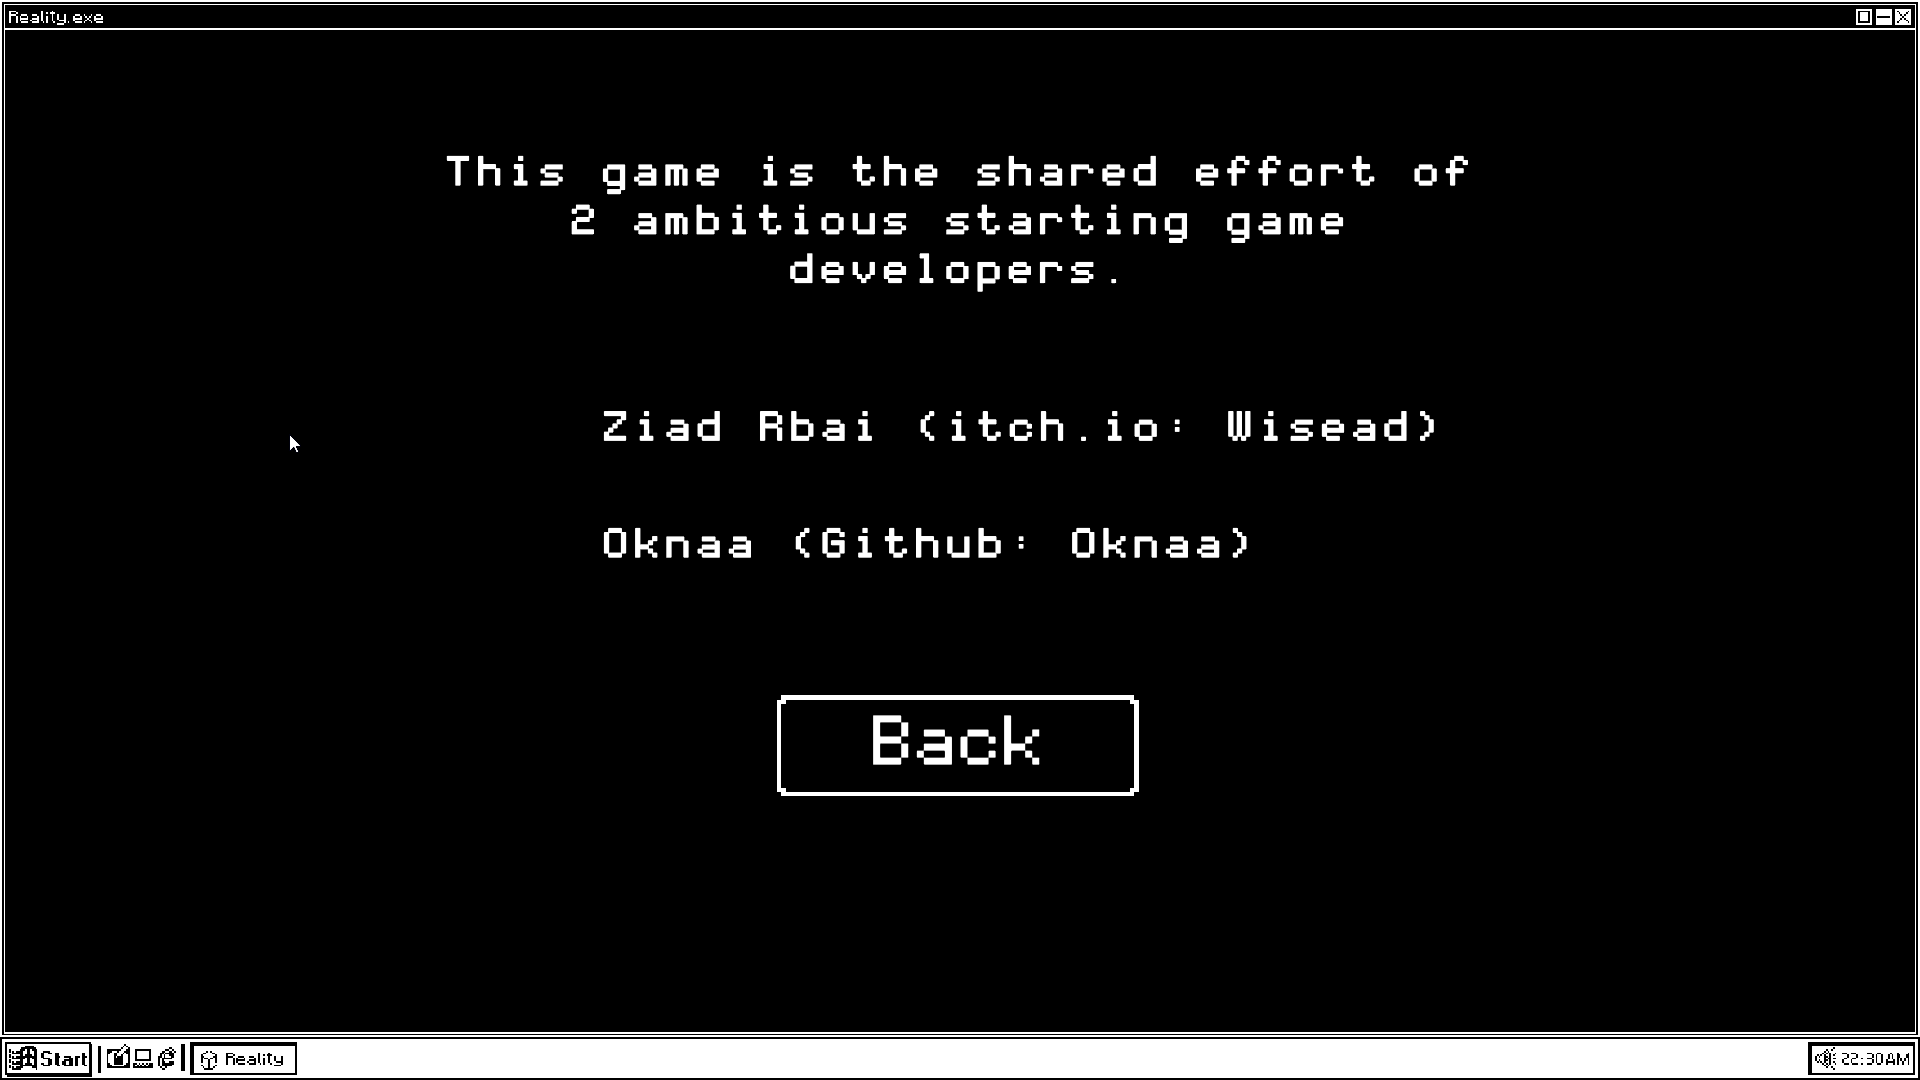 Reality.exe
This game is the shared effort of
2 ambitious starting game
developers.
Ziad Rbai (itch.io: Wisead)
Oknaa (Github: Oknaa)
Back
Start
Reality
22:30AM